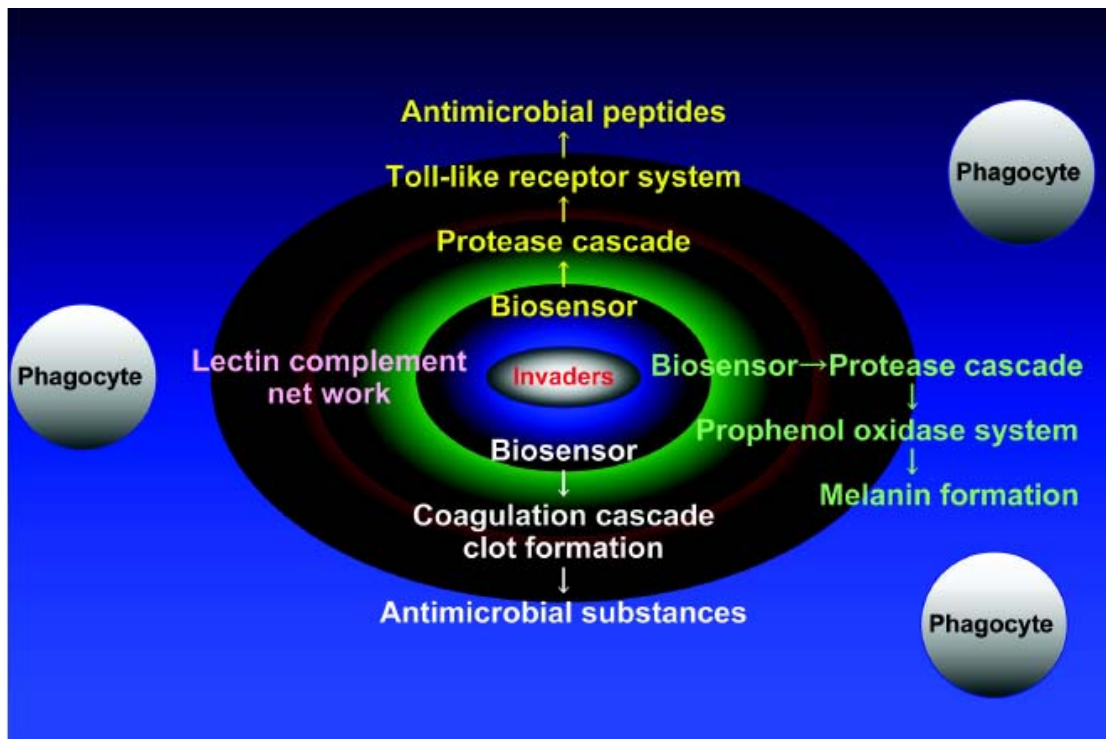 Antimicrobial peptides
↑
Toll-like receptor system
↑
Protease cascade
↑
Biosensor
Phagocyte
Phagocyte
Lectin complement
net work
Invaders
Biosensor→Protease cascade
↓
Prophenol oxidase system
↓
Melanin formation
Biosensor
↓
Coagulation cascade
clot formation
↓
Antimicrobial substances
Phagocyte